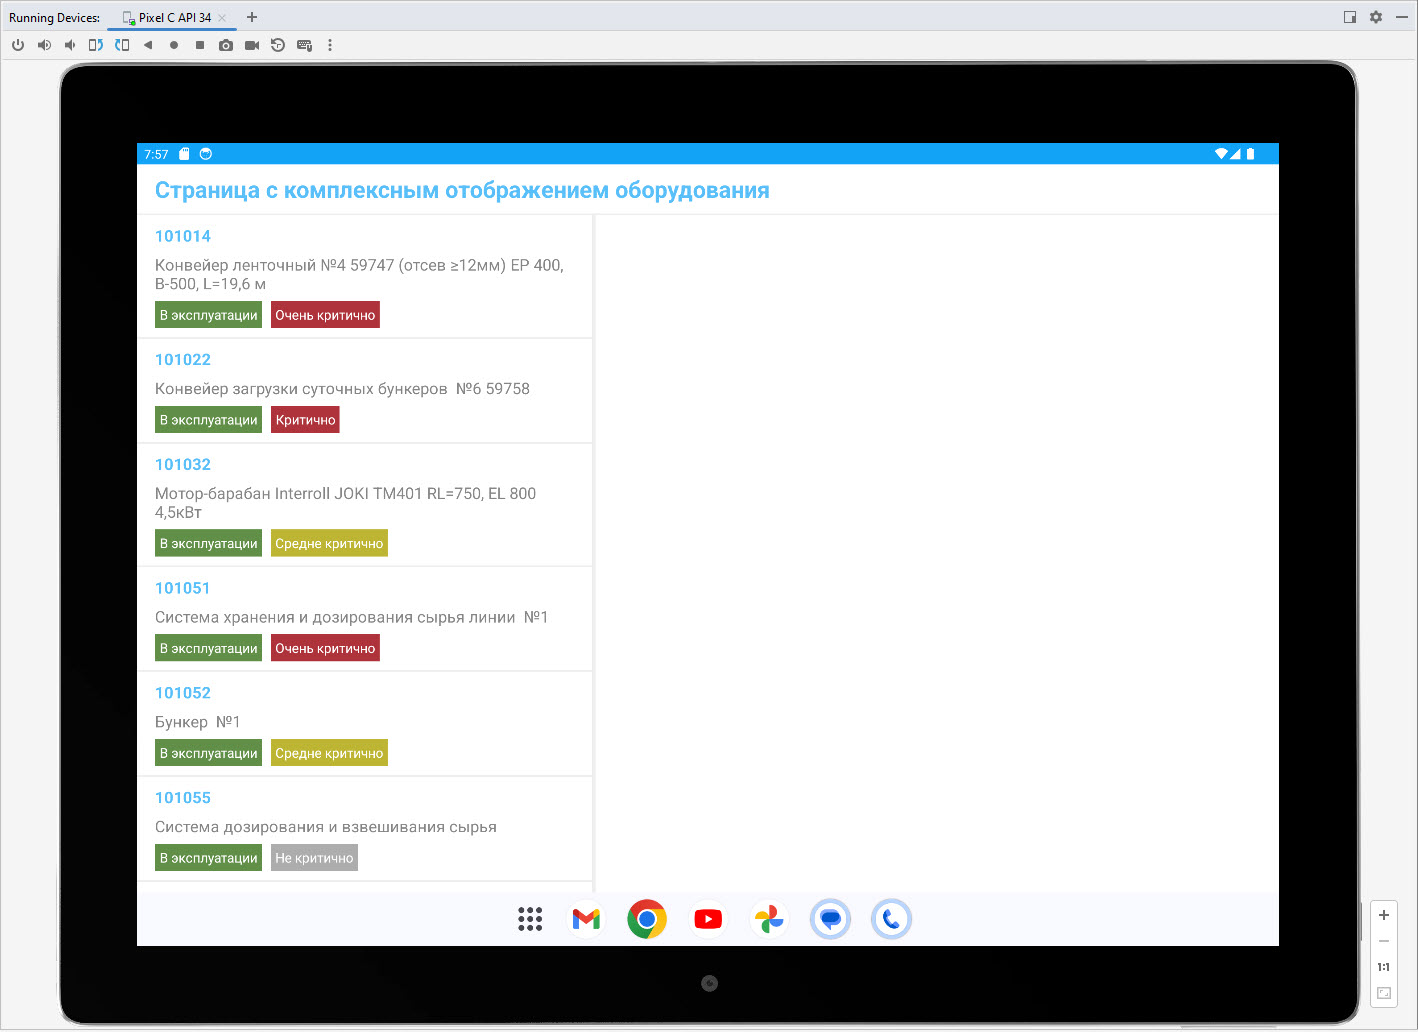 Running Devices: Pixel C API 34
7:57
Страница с комплексным отображением оборудования
101014
Конвейер ленточный №4 59747 (отсев ≥12мм) EP 400,
B-500, L=19,6 м
В эксплуатации Очень критично
101022
Конвейер загрузки суточных бункеров  №6 59758
В эксплуатации Критично
101032
Мотор-барабан Interroll JOKI TM401 RL=750, EL 800
4,5кВт
В эксплуатации Средне критично
101051
Система хранения и дозирования сырья линии  №1
В эксплуатации Очень критично
101052
Бункер  №1
В эксплуатации Средне критично
101055
Система дозирования и взвешивания сырья
В эксплуатации Не критично
1:1